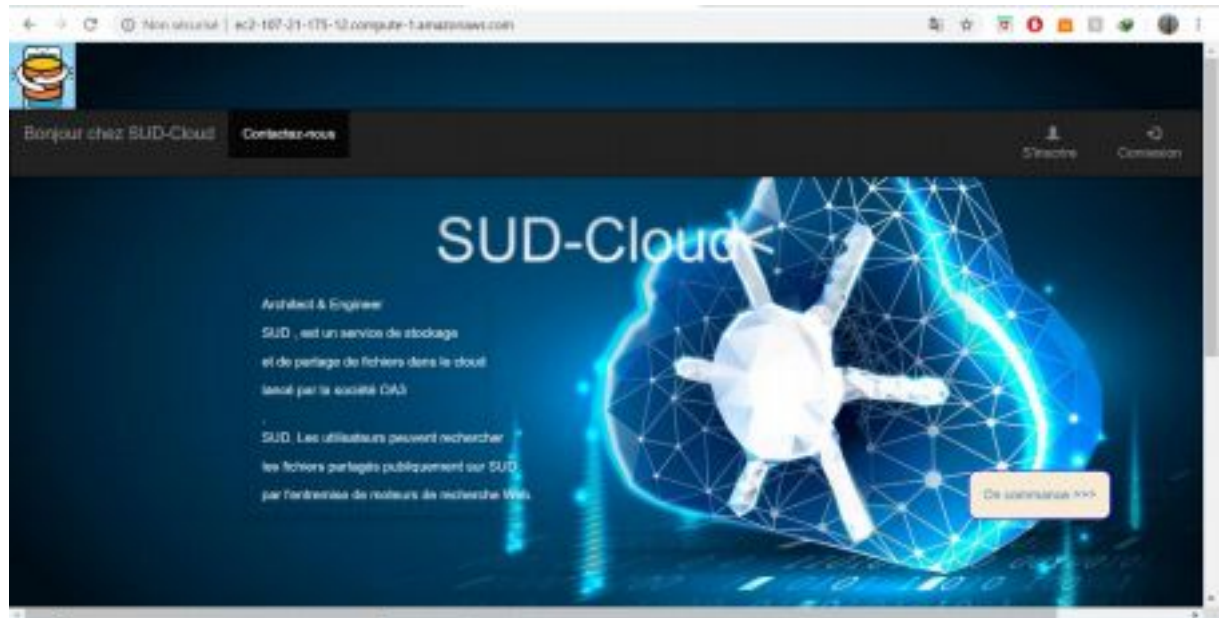 Non sécurisé | ec2-107-21-175-12.compute-1.amazonaws.com
Bonjour chez SUD-Cloud
Contactez-nous
S'inscrire
Connexion
SUD-Cloud<
Architect & Engineer
SUD , est un service de stockage
et de partage de fichiers dans le cloud
lancé par la société OA3
.
SUD. Les utilisateurs peuvent rechercher
les fichiers partagés publiquement sur SUD
par l'entremise de moteurs de recherche Web.
On commance >>>